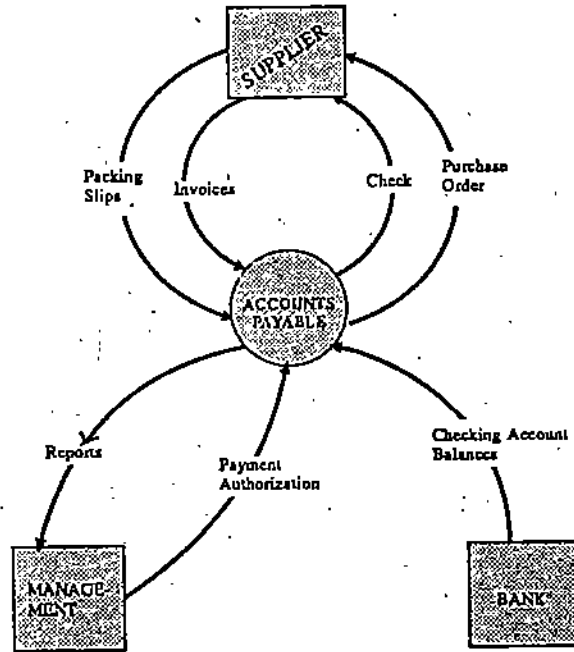 SUPPLIER
Packing
Slips
Invoices
Check
Purchase
Order
ACCOUNTS
PAYABLE
Reports
Payment
Authorization
Checking Account
Balances
MANAGE-
MENT
BANK